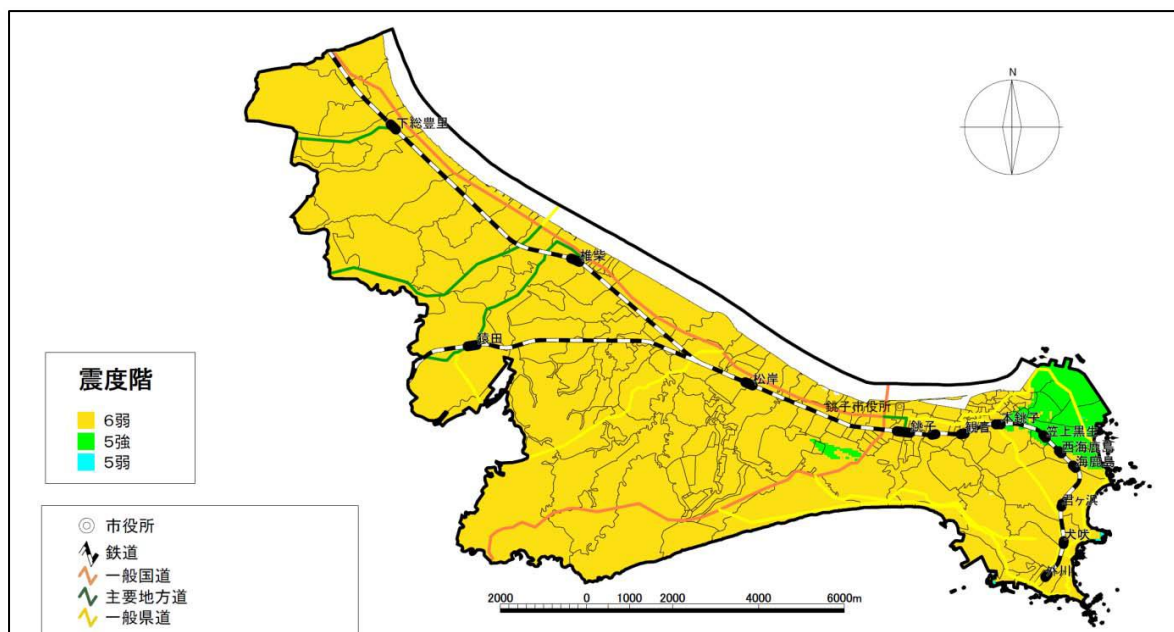 N
下総豊里
椎柴
猿田
松岸
銚子市役所
銚子
観音
本銚子
笠上黒生
西海鹿島
海鹿島
君ヶ浜
犬吠
外川
震度階
6弱
5強
5弱
市役所
鉄道
一般国道
主要地方道
一般県道
2000 0 1000 2000 4000 6000m